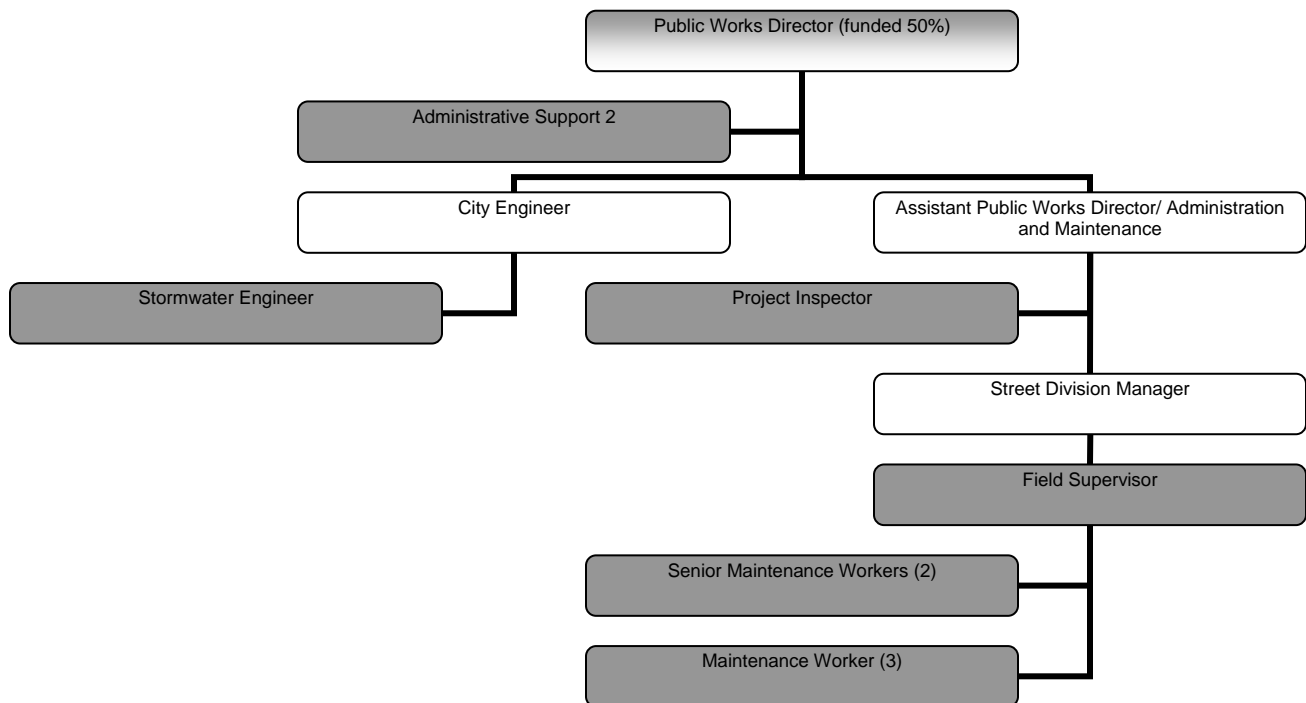 Public Works Director (funded 50%)
Administrative Support 2
City Engineer
Assistant Public Works Director/ Administration
and Maintenance
Stormwater Engineer
Project Inspector
Street Division Manager
Field Supervisor
Senior Maintenance Workers (2)
Maintenance Worker (3)